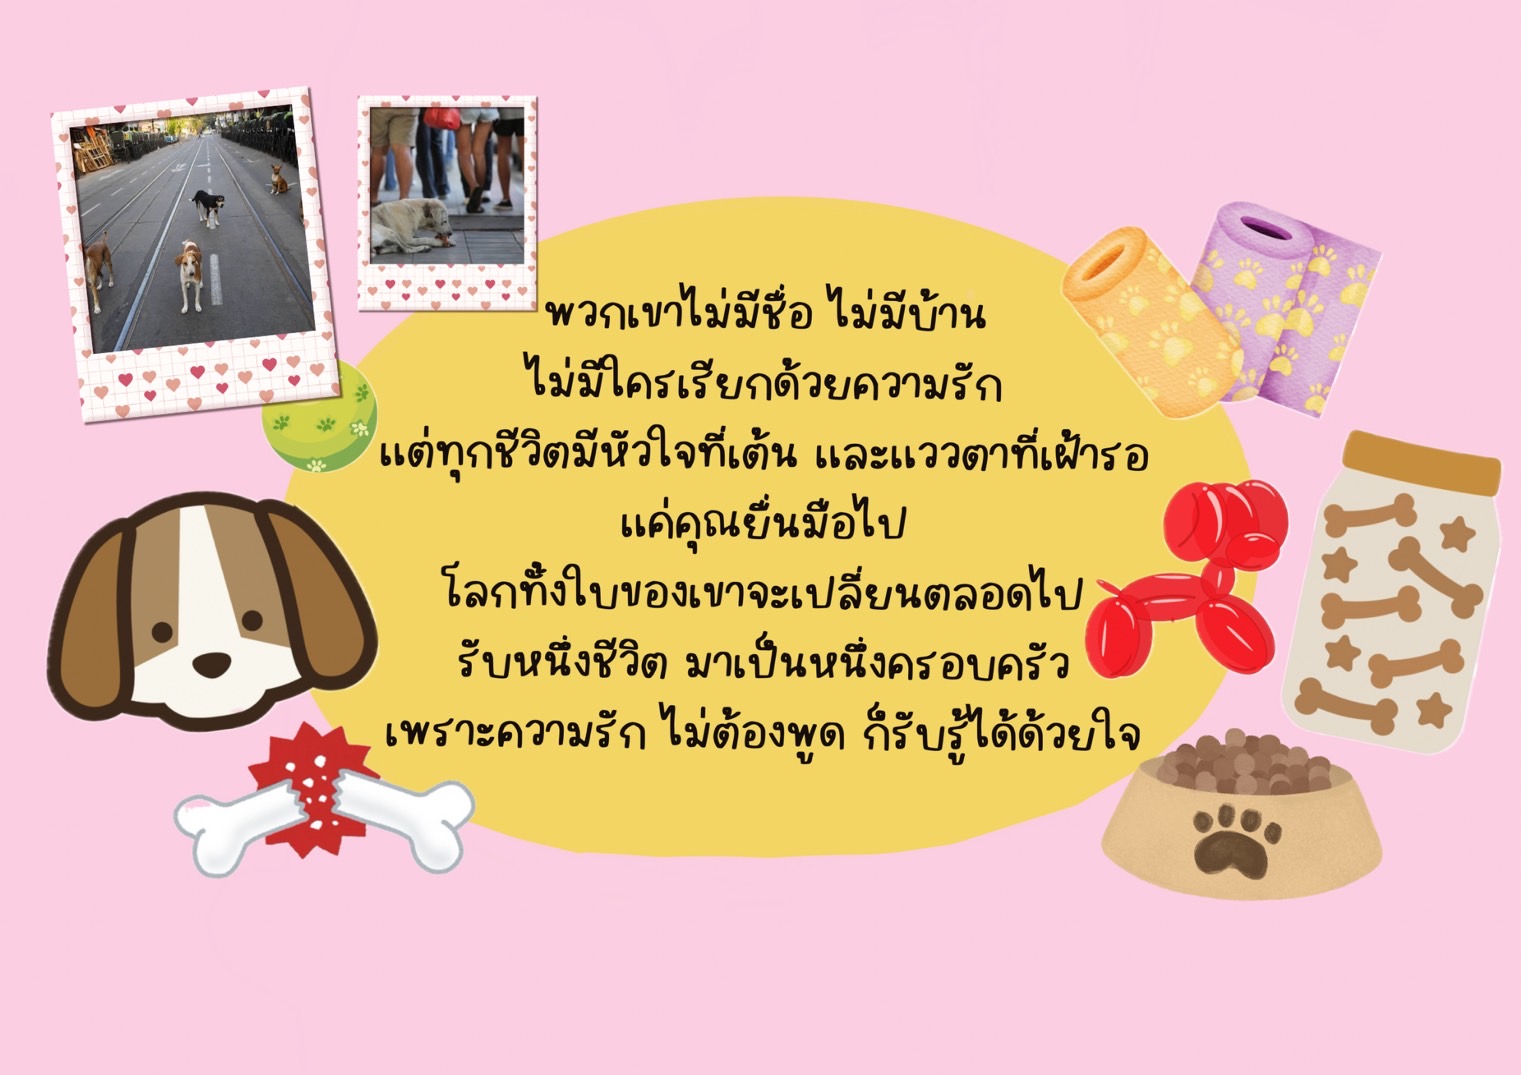 พวกเขาไม่มีชื่อ ไม่มีบ้าน
ไม่มีใครเรียกด้วยความรัก
แต่ทุกชีวิตมีหัวใจที่เต้น และแววตาที่เฝ้ารอ
แค่คุณยื่นมือไป
โลกทั้งใบของเขาจะเปลี่ยนตลอดไป
รับหนึ่งชีวิต มาเป็นหนึ่งครอบครัว
เพราะความรัก ไม่ต้องพูด ก็รับรู้ได้ด้วยใจ